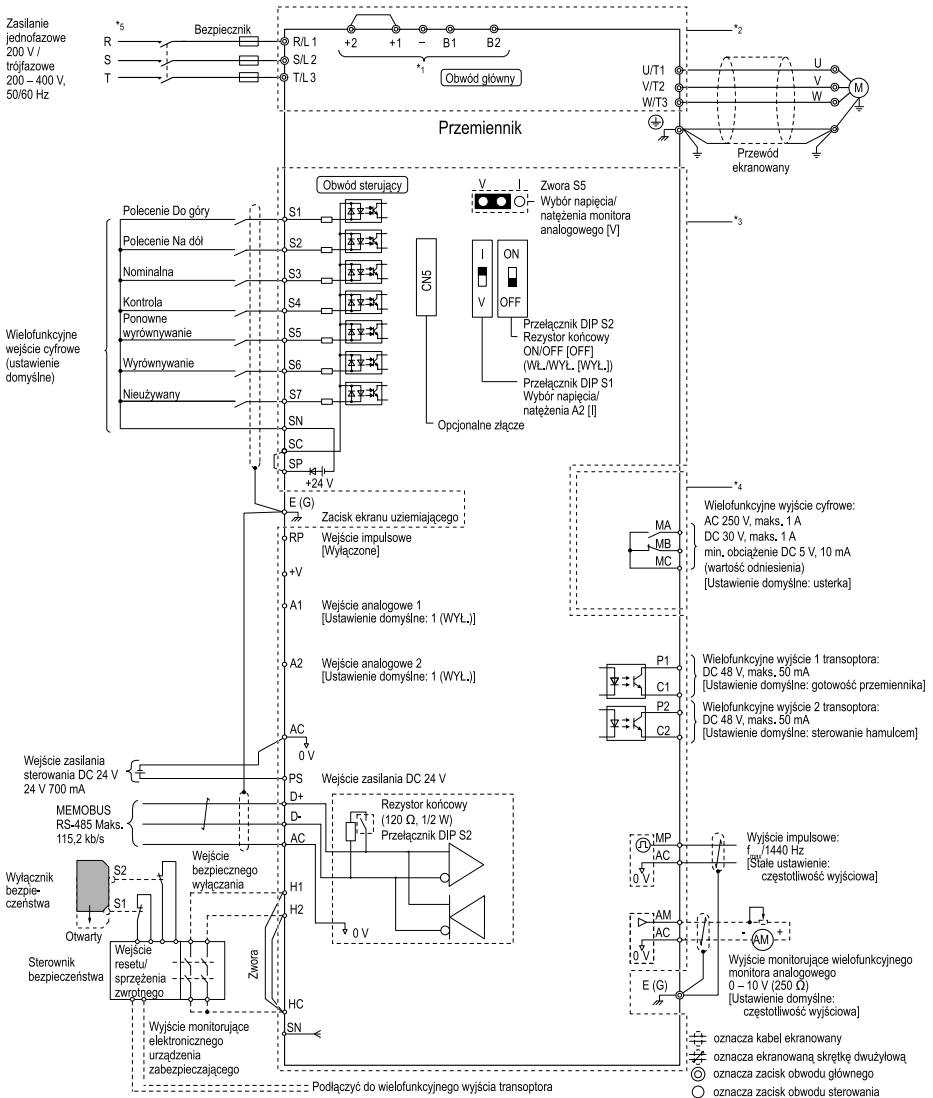 Zasilanie
jednofazowe
200 V /
trójfazowe
200 – 400 V,
50/60 Hz
*5
Bezpiecznik
R
S
T
R/L 1
S/L 2
T/L 3
+2
+1
–
B1
B2
*1
Obwód główny
*2
U/T1
V/T2
W/T3
U
V
W
M
Przewód
ekranowany
Przemiennik
Obwód sterujący
*3
V
I
Zwora S5
Wybór napięcia/
natężenia monitora
analogowego [V]
CN5
I
V
ON
OFF
Przełącznik DIP S2
Rezystor końcowy
ON/OFF [OFF]
(WŁ./WYŁ. [WYŁ.])
Przełącznik DIP S1
Wybór napięcia/
natężenia A2 [I]
Opcjonalne złącze
Wielofunkcyjne
wejście cyfrowe
(ustawienie
domyślne)
Polecenie Do góry
S1
Polecenie Na dół
S2
Nominalna
S3
Kontrola
S4
Ponowne
wyrównywanie
S5
Wyrównywanie
S6
Nieużywany
S7
SN
SC
SP
+24 V
E (G)
Zacisk ekranu uziemiającego
RP
Wejście impulsowe
[Wyłączone]
+V
A1
Wejście analogowe 1
[Ustawienie domyślne: 1 (WYŁ.)]
A2
Wejście analogowe 2
[Ustawienie domyślne: 1 (WYŁ.)]
AC
0 V
Wejście zasilania
sterowania DC 24 V
24 V 700 mA
PS
Wejście zasilania DC 24 V
MEMOBUS
RS-485 Maks.
115,2 kb/s
D+
D-
AC
Rezystor końcowy
(120 Ω, 1/2 W)
Przełącznik DIP S2
0 V
*4
MA
MB
MC
Wielofunkcyjne wyjście cyfrowe:
AC 250 V, maks. 1 A
DC 30 V, maks. 1 A
min. obciążenie DC 5 V, 10 mA
(wartość odniesienia)
[Ustawienie domyślne: usterka]
P1
C1
Wielofunkcyjne wyjście 1 transoptora:
DC 48 V, maks. 50 mA
[Ustawienie domyślne: gotowość przemiennika]
P2
C2
Wielofunkcyjne wyjście 2 transoptora:
DC 48 V, maks. 50 mA
[Ustawienie domyślne: sterowanie hamulcem]
MP
AC
0 V
Wyjście impulsowe:
fmax/1440 Hz
[Stałe ustawienie:
częstotliwość wyjściowa]
AM
AC
0 V
-
AM
+
Wyjście monitorujące wielofunkcyjnego
monitora analogowego
0 – 10 V (250 Ω)
[Ustawienie domyślne:
częstotliwość wyjściowa]
E (G)
Wyłącznik
bezpie-
czeństwa
S2
S1
Otwarty
Wejście
bezpiecznego
wyłączania
H1
H2
Zwora
HC
SN
Sterownik
bezpieczeństwa
Wejście
resetu/
sprzężenia
zwrotnego
Wyjście monitorujące
elektronicznego
urządzenia
zabezpieczającego
Podłączyć do wielofunkcyjnego wyjścia transoptora
oznacza kabel ekranowany
oznacza ekranowaną skrętkę dwużyłową
oznacza zacisk obwodu głównego
oznacza zacisk obwodu sterowania